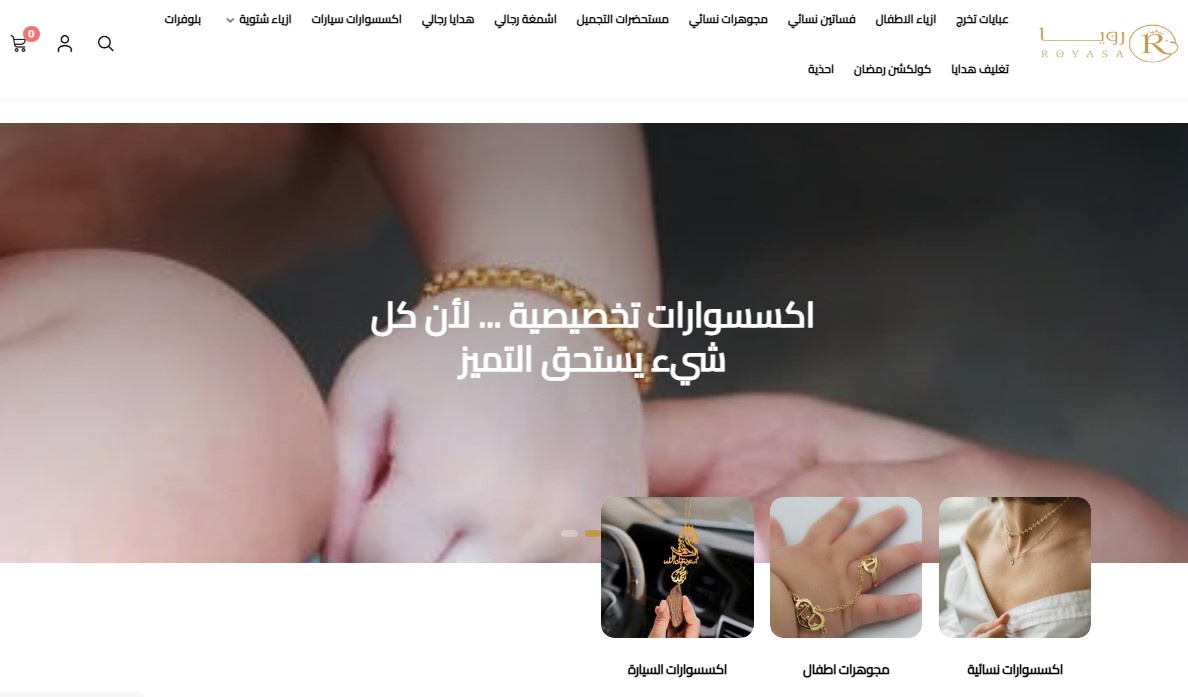 رويسا
ROYASA
عبايات تخرج
ازياء الاطفال
فساتين نسائي
مجوهرات نسائي
مستحضرات التجميل
اشمغة رجالي
هدايا رجالي
اكسسوارات سيارات
ازياء شتوية
بلوفرات
تغليف هدايا
كولكشن رمضان
احذية
0
اكسسوارات تخصيصية ... لأن كل
شيء يستحق التميز
اكسسوارات نسائية
مجوهرات اطفال
اكسسوارات السيارة